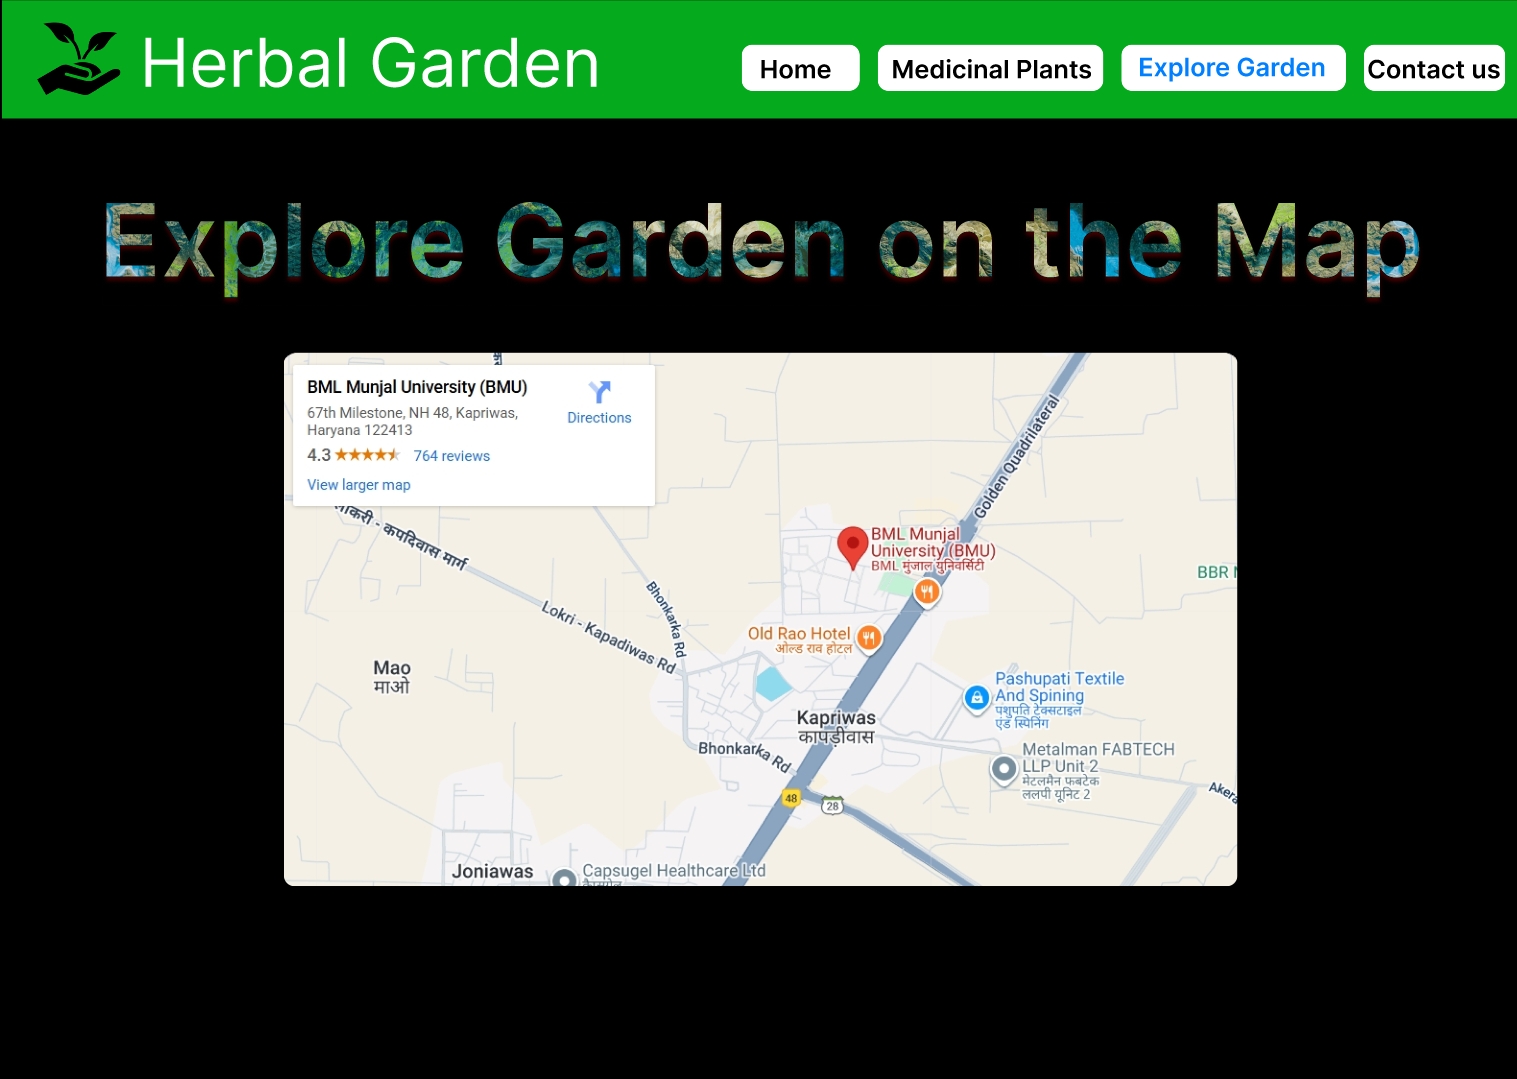 Herbal Garden
Home
Medicinal Plants
Explore Garden
Contact us
Explore Garden on the Map
BML Munjal University (BMU)
67th Milestone, NH 48, Kapriwas,
Haryana 122413
Directions
4.3
764 reviews
View larger map
Golden Quadrilateral
BML Munjal
University (BMU)
BML मुंजाल युनिवर्सिटी
BBR
कपदिवास मार्ग
Lokri - Kapadiwas Rd
Bhonkarka Rd
Old Rao Hotel
ओल्ड राव होटल
Mao
माओ
Pashupati Textile
And Spining
पशुपति टेक्सटाइल
एंड स्पिनिंग
Kapriwas
कापड़ीवास
Bhonkarka Rd
Metalman FABTECH
LLP Unit 2
मेटलमैन फबटेक
ललपी यूनिट 2
48
28
Akera
Joniawas
Capsugel Healthcare Ltd